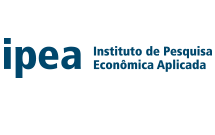 ipea
Instituto de Pesquisa
Econômica Aplicada